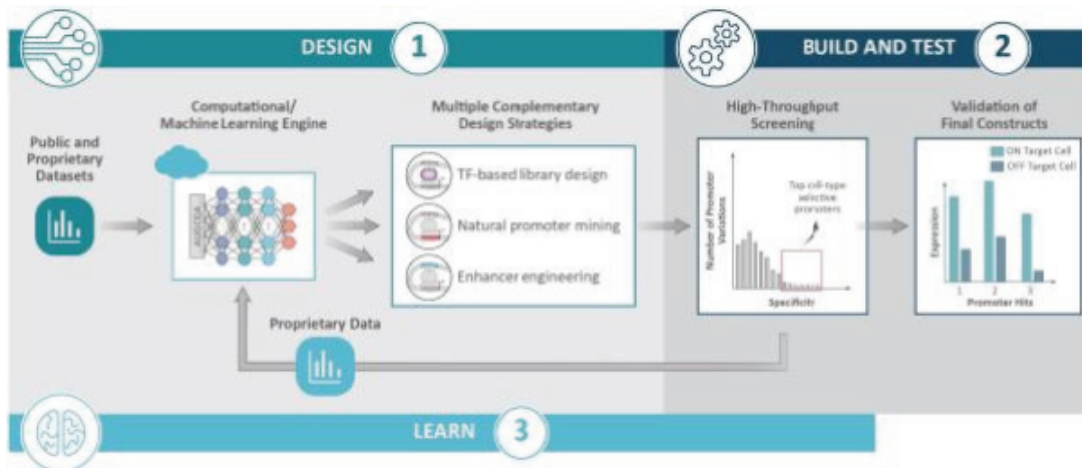 DESIGN
1
BUILD AND TEST
2
Public and
Proprietary
Datasets
Computational/
Machine Learning Engine
Multiple Complementary
Design Strategies
TF-based library design
Natural promoter mining
Enhancer engineering
High-Throughput
Screening
Number of Promoter
Variations
Top cell-type
selective
promoters
Specificity
Validation of
Final Constructs
ON Target Cell
OFF Target Cell
Expression
1 2 3
Promoter Hits
Proprietary Data
LEARN
3